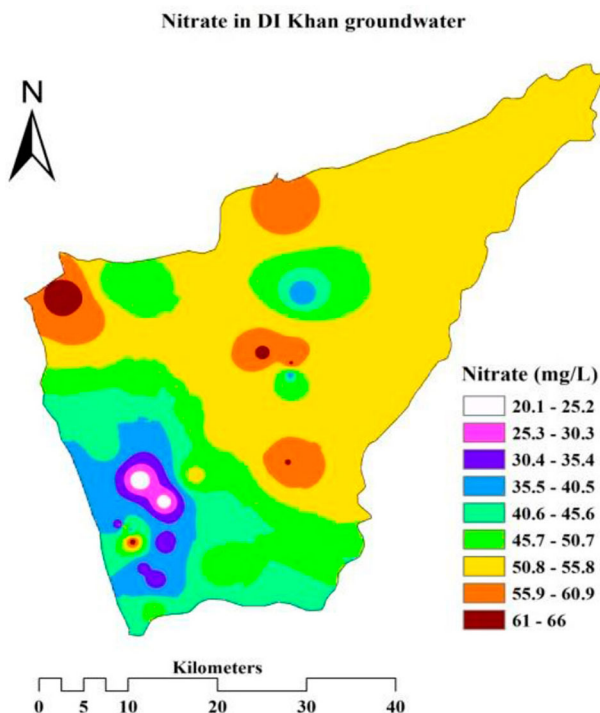 Nitrate in DI Khan groundwater
N
Nitrate (mg/L)
20.1 - 25.2
25.3 - 30.3
30.4 - 35.4
35.5 - 40.5
40.6 - 45.6
45.7 - 50.7
50.8 - 55.8
55.9 - 60.9
61 - 66
Kilometers
0 5 10 20 30 40